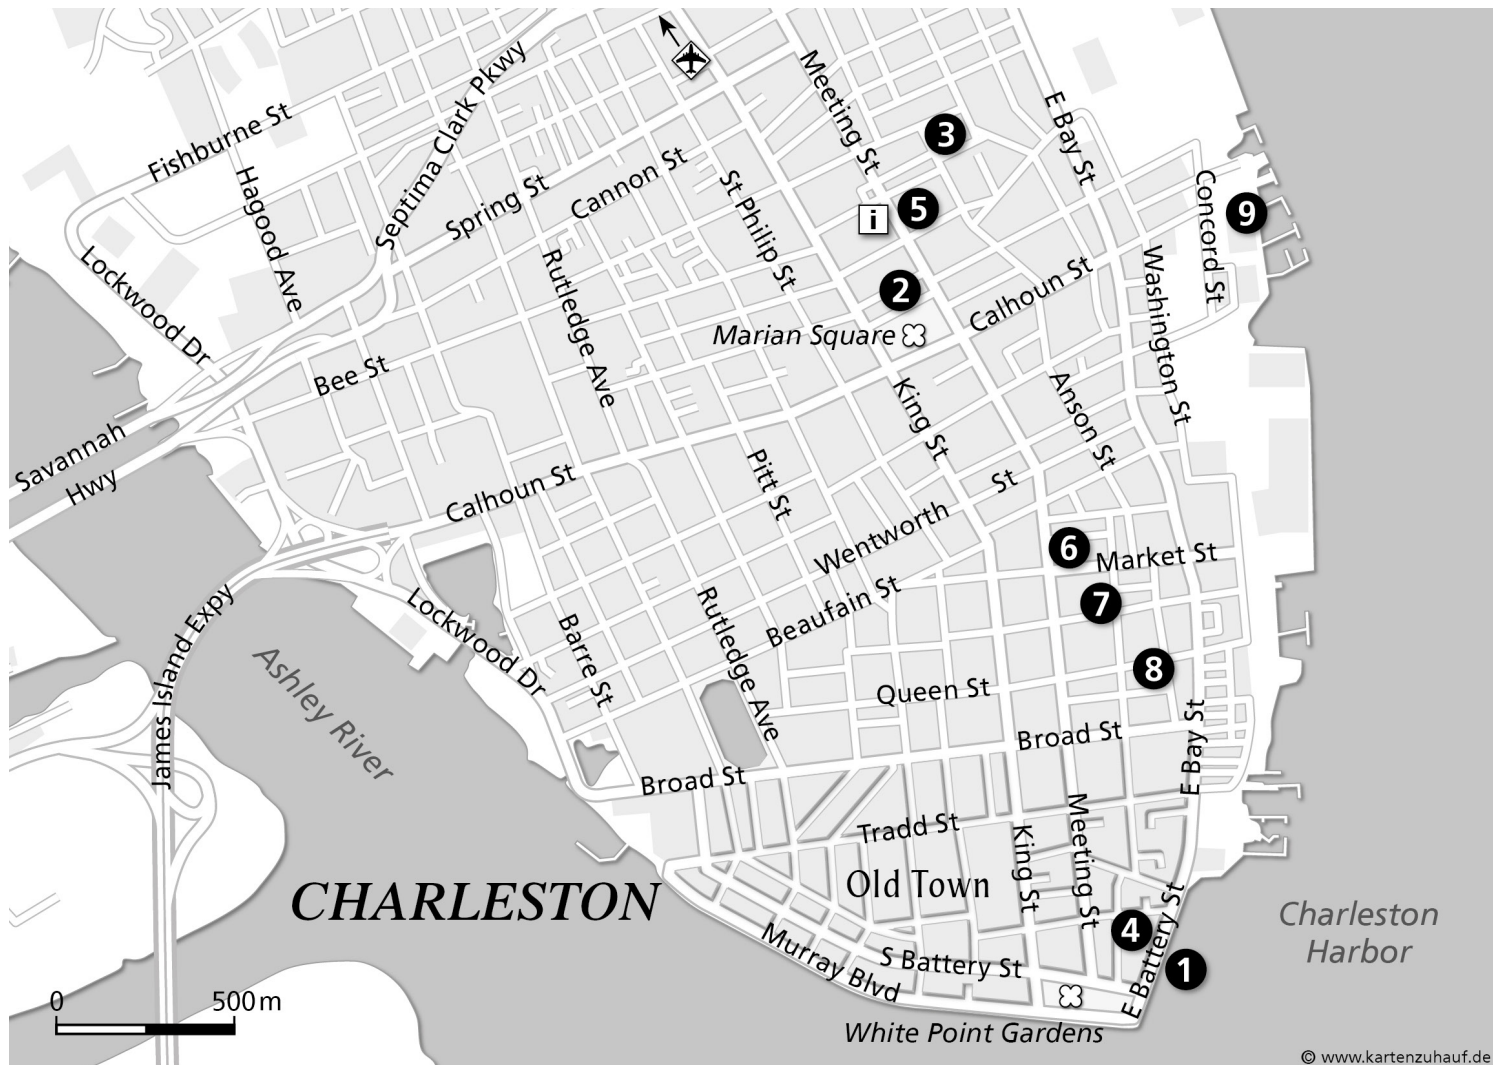 Meeting St
Septima Clark Pkwy
E Bay St
Fishburne St
3
Hagood Ave
Spring St
Cannon St
St Philip St
Concord St
5
i
9
Lockwood Dr
Rutledge Ave
2
Calhoun St
Washington St
Marian Square
Bee St
King St
Anson St
Savannah
Hwy
Calhoun St
Pitt St
Wentworth St
6
Market St
James Island Expy
Lockwood Dr
Barre St
Rutledge Ave
Beaufain St
7
Ashley River
8
Queen St
Broad St
E Bay St
Broad St
Tradd St
King St
Meeting St
CHARLESTON
Old Town
4
E Battery St
Charleston
Harbor
Murray Blvd
S Battery St
1
0 500 m
White Point Gardens
© www.kartenzuhauf.de